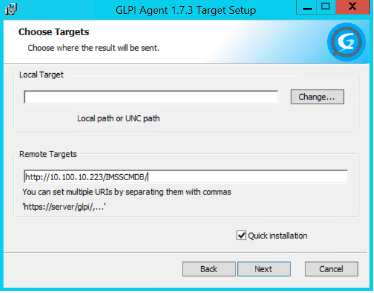 GLPI Agent 1.7.3 Target Setup
Choose Targets
Choose where the result will be sent.
Local Target
Change...
Local path or UNC path
Remote Targets
http://10.100.10.223/IMSSCMDB/
You can set multiple URIs by separating them with commas
'https://server/glpi/,...'
Quick installation
Back Next Cancel